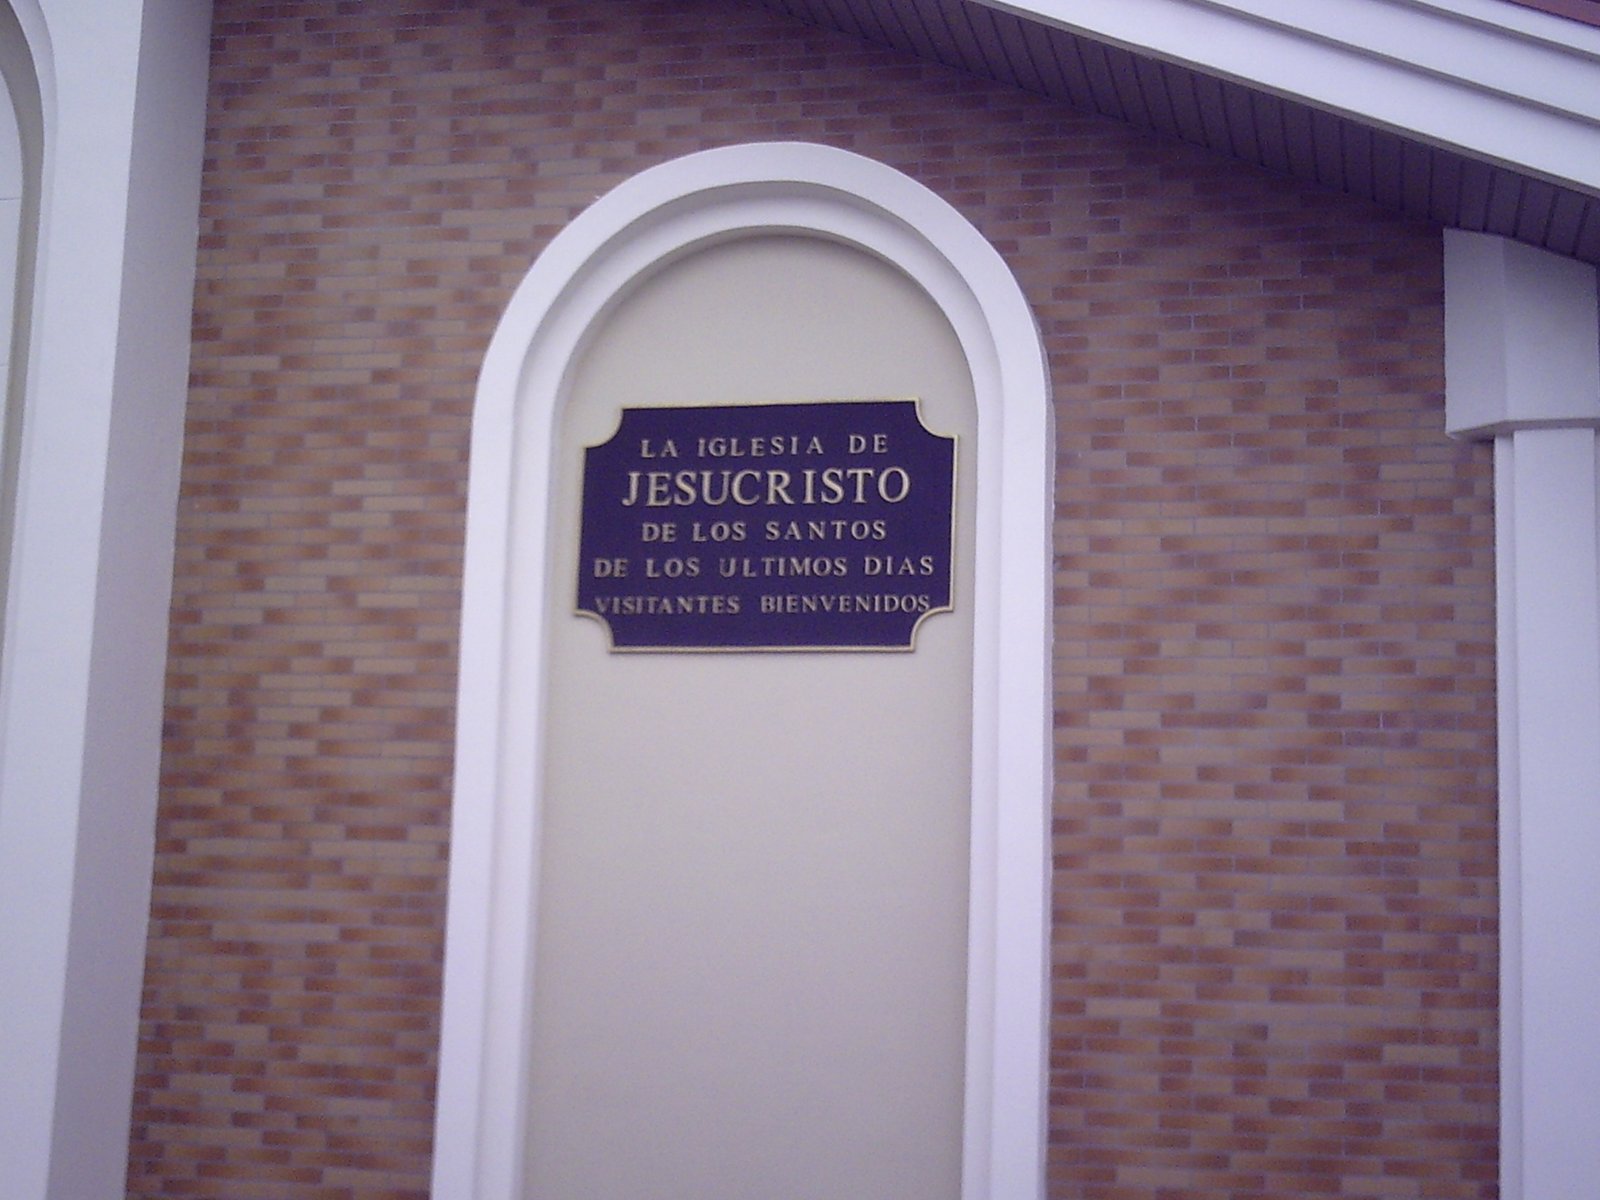 LA IGLESIA DE
JESUCRISTO
DE LOS SANTOS
DE LOS ULTIMOS DIAS
VISITANTES BIENVENIDOS